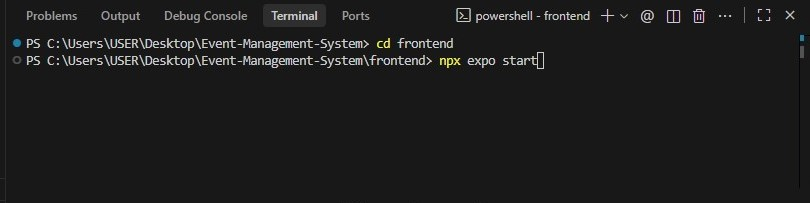 Problems Output Debug Console Terminal Ports powershell - frontend
PS C:\Users\USER\Desktop\Event-Management-System> cd frontend
PS C:\Users\USER\Desktop\Event-Management-System\frontend> npx expo start